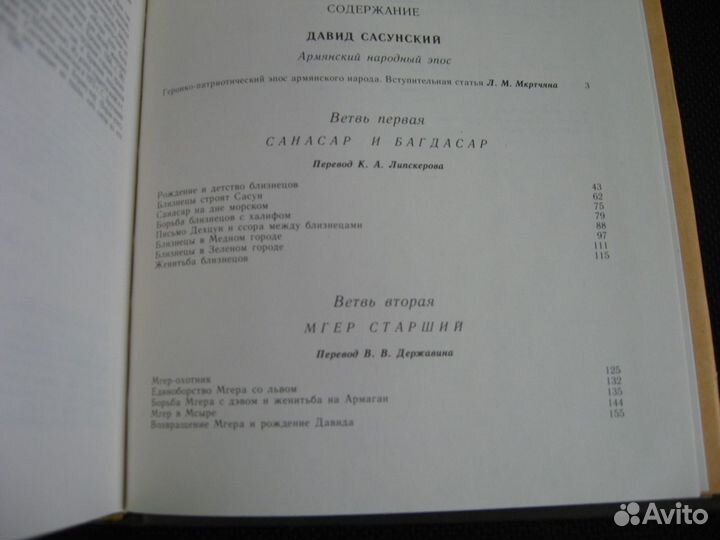 СОДЕРЖАНИЕ
ДАВИД САСУНСКИЙ
Армянский народный эпос
Героико-патриотический эпос армянского народа. Вступительная статья Л. М. Мкртчяна 3
Ветвь первая
САНАСАР И БАГДАСАР
Перевод К. А. Липскерова
Рождение и детство близнецов 43
Близнецы строят Сасун 62
Санасар на дне морском 75
Борьба близнецов с халифом 79
Письмо Дехцун и ссора между близнецами 88
Близнецы в Медном городе 97
Близнецы в Зеленом городе 111
Женитьба близнецов 115
Ветвь вторая
МГЕР СТАРШИЙ
Перевод В. В. Державина
Мгер-охотник 125
Единоборство Мгера со львом 132
Борьба Мгера с дэвом и женитьба на Армаган 135
Мгер в Мсыре 144
Возвращение Мгера и рождение Давида 155
Avito